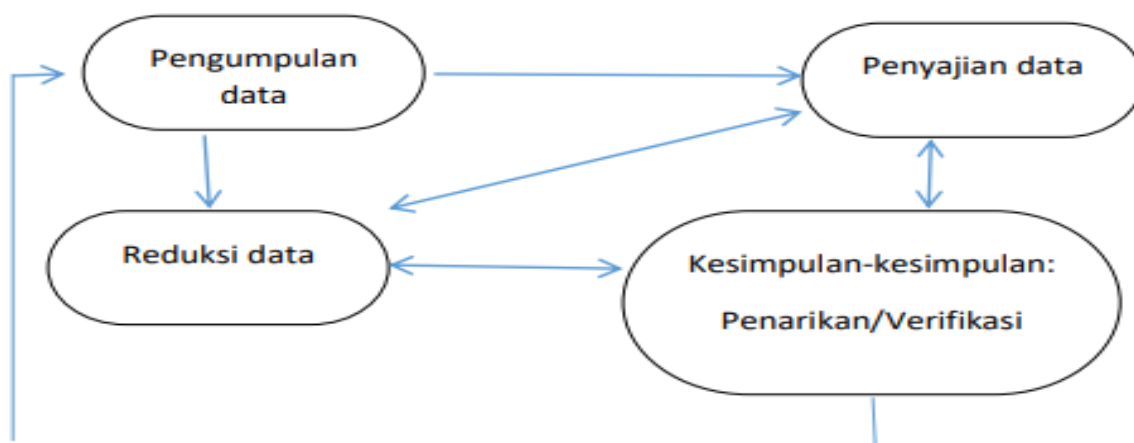 Pengumpulan
data
Penyajian data
Reduksi data
Kesimpulan-kesimpulan:
Penarikan/Verifikasi